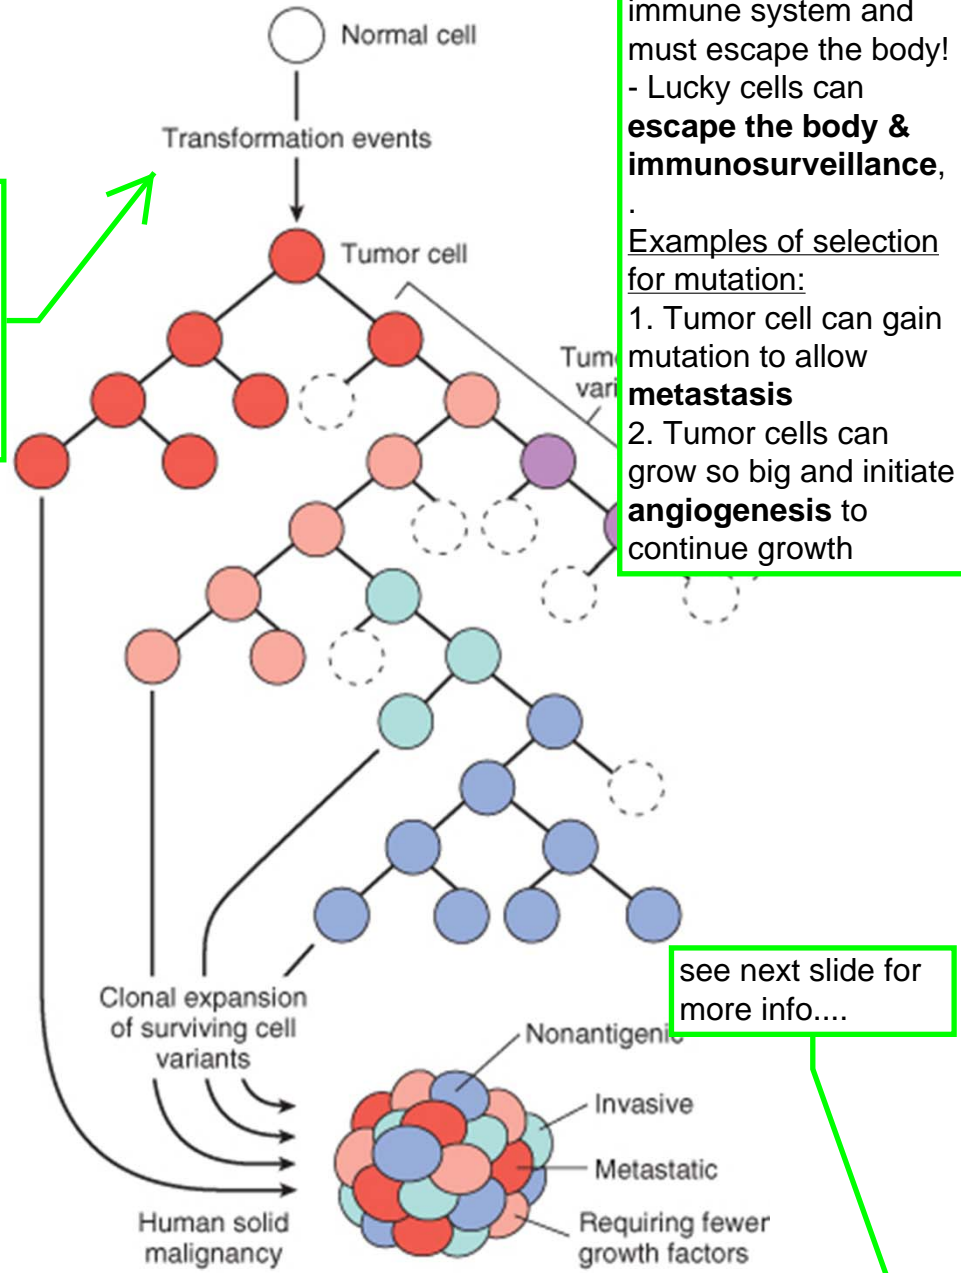 Normal cell
Transformation events
Tumor cell
immune system and
must escape the body!
- Lucky cells can
escape the body &
immunosurveillance,
.
Examples of selection
for mutation:
1. Tumor cell can gain
mutation to allow
metastasis
2. Tumor cells can
grow so big and initiate
angiogenesis to
continue growth
see next slide for
more info....
Clonal expansion
of surviving cell
variants
Nonantigenic
Invasive
Metastatic
Requiring fewer
growth factors
Human solid
malignancy